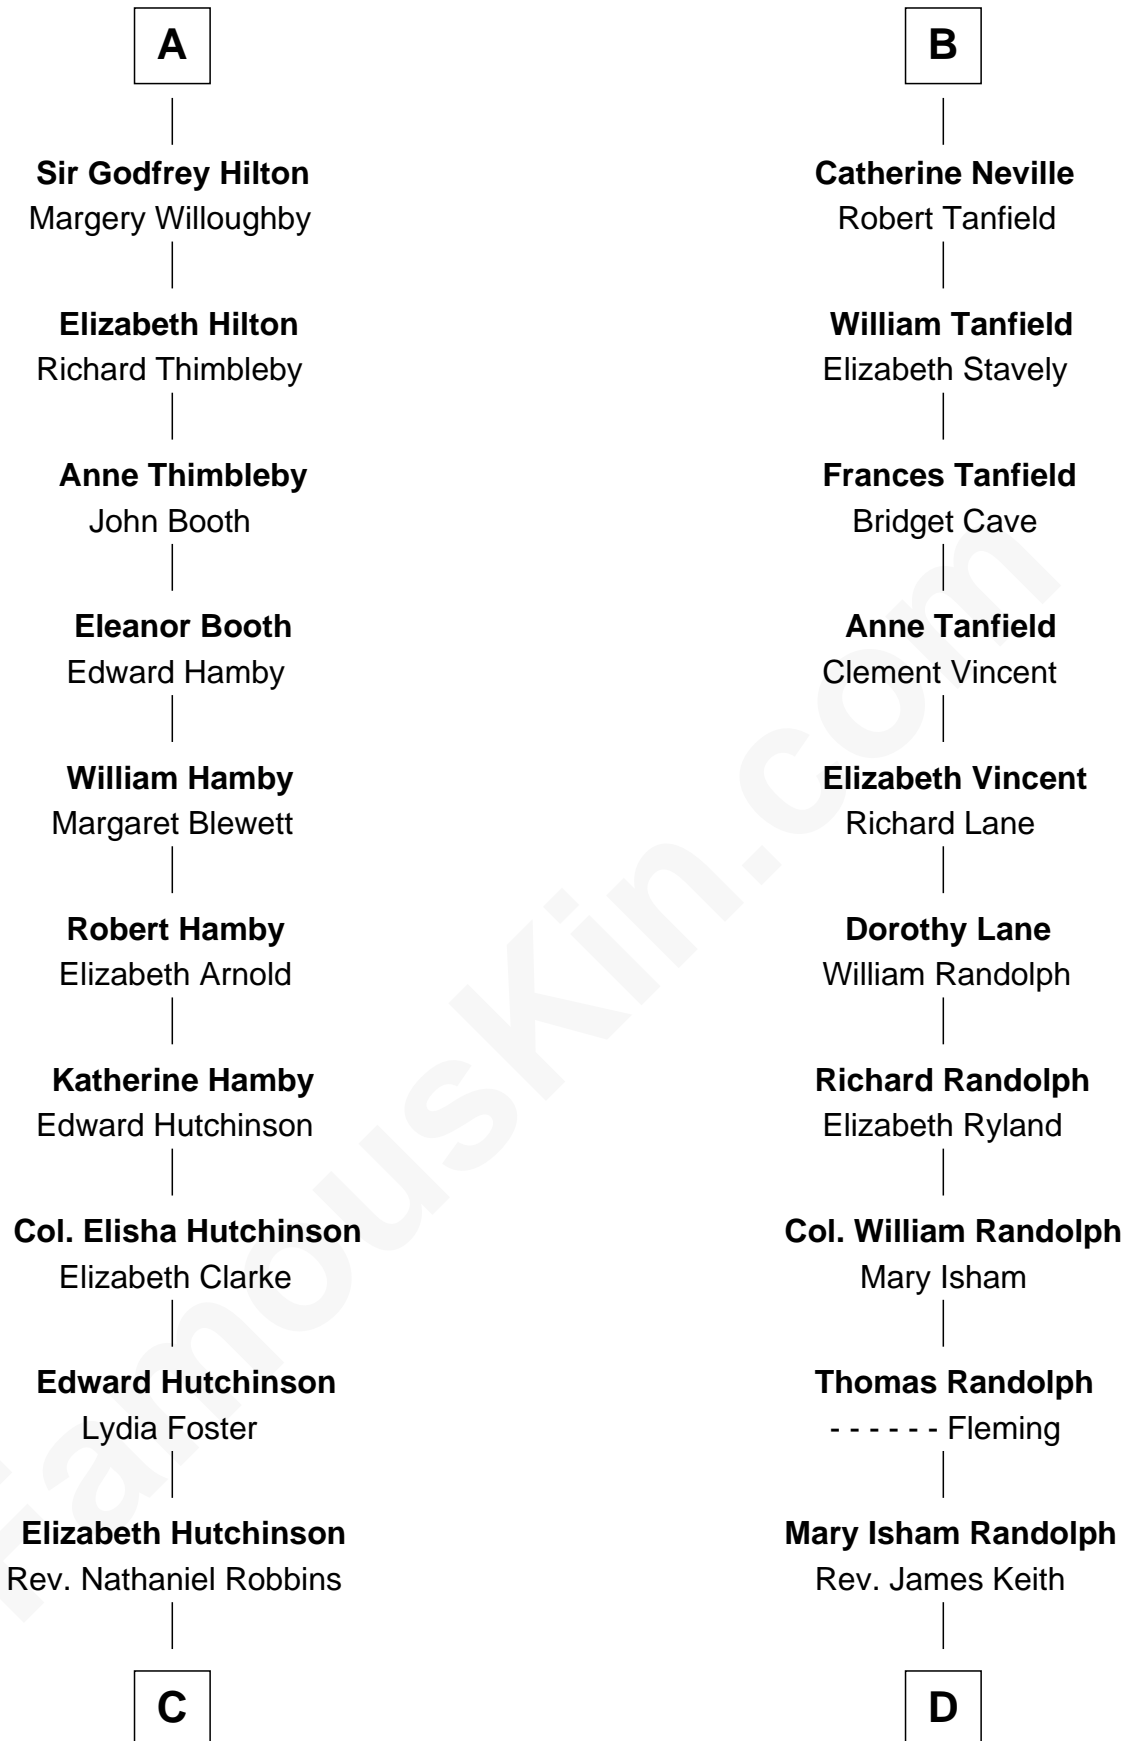 A
Sir Godfrey Hilton
Margery Willoughby
Elizabeth Hilton
Richard Thimbleby
Anne Thimbleby
John Booth
Eleanor Booth
Edward Hamby
William Hamby
Margaret Blewett
Robert Hamby
Elizabeth Arnold
Katherine Hamby
Edward Hutchinson
Col. Elisha Hutchinson
Elizabeth Clarke
Edward Hutchinson
Lydia Foster
Elizabeth Hutchinson
Rev. Nathaniel Robbins
C
B
Catherine Neville
Robert Tanfield
William Tanfield
Elizabeth Stavely
Frances Tanfield
Bridget Cave
Anne Tanfield
Clement Vincent
Elizabeth Vincent
Richard Lane
Dorothy Lane
William Randolph
Richard Randolph
Elizabeth Ryland
Col. William Randolph
Mary Isham
Thomas Randolph
- - - - - - Fleming
Mary Isham Randolph
Rev. James Keith
D
FamousKin.com